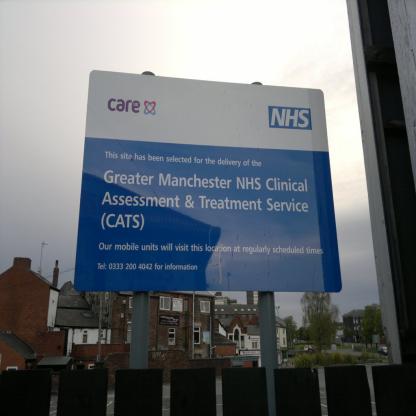 care
NHS
This site has been selected for the delivery of the
Greater Manchester NHS Clinical
Assessment & Treatment Service
(CATS)
Our mobile units will visit this location at regularly scheduled times
Tel: 0333 200 4042 for information